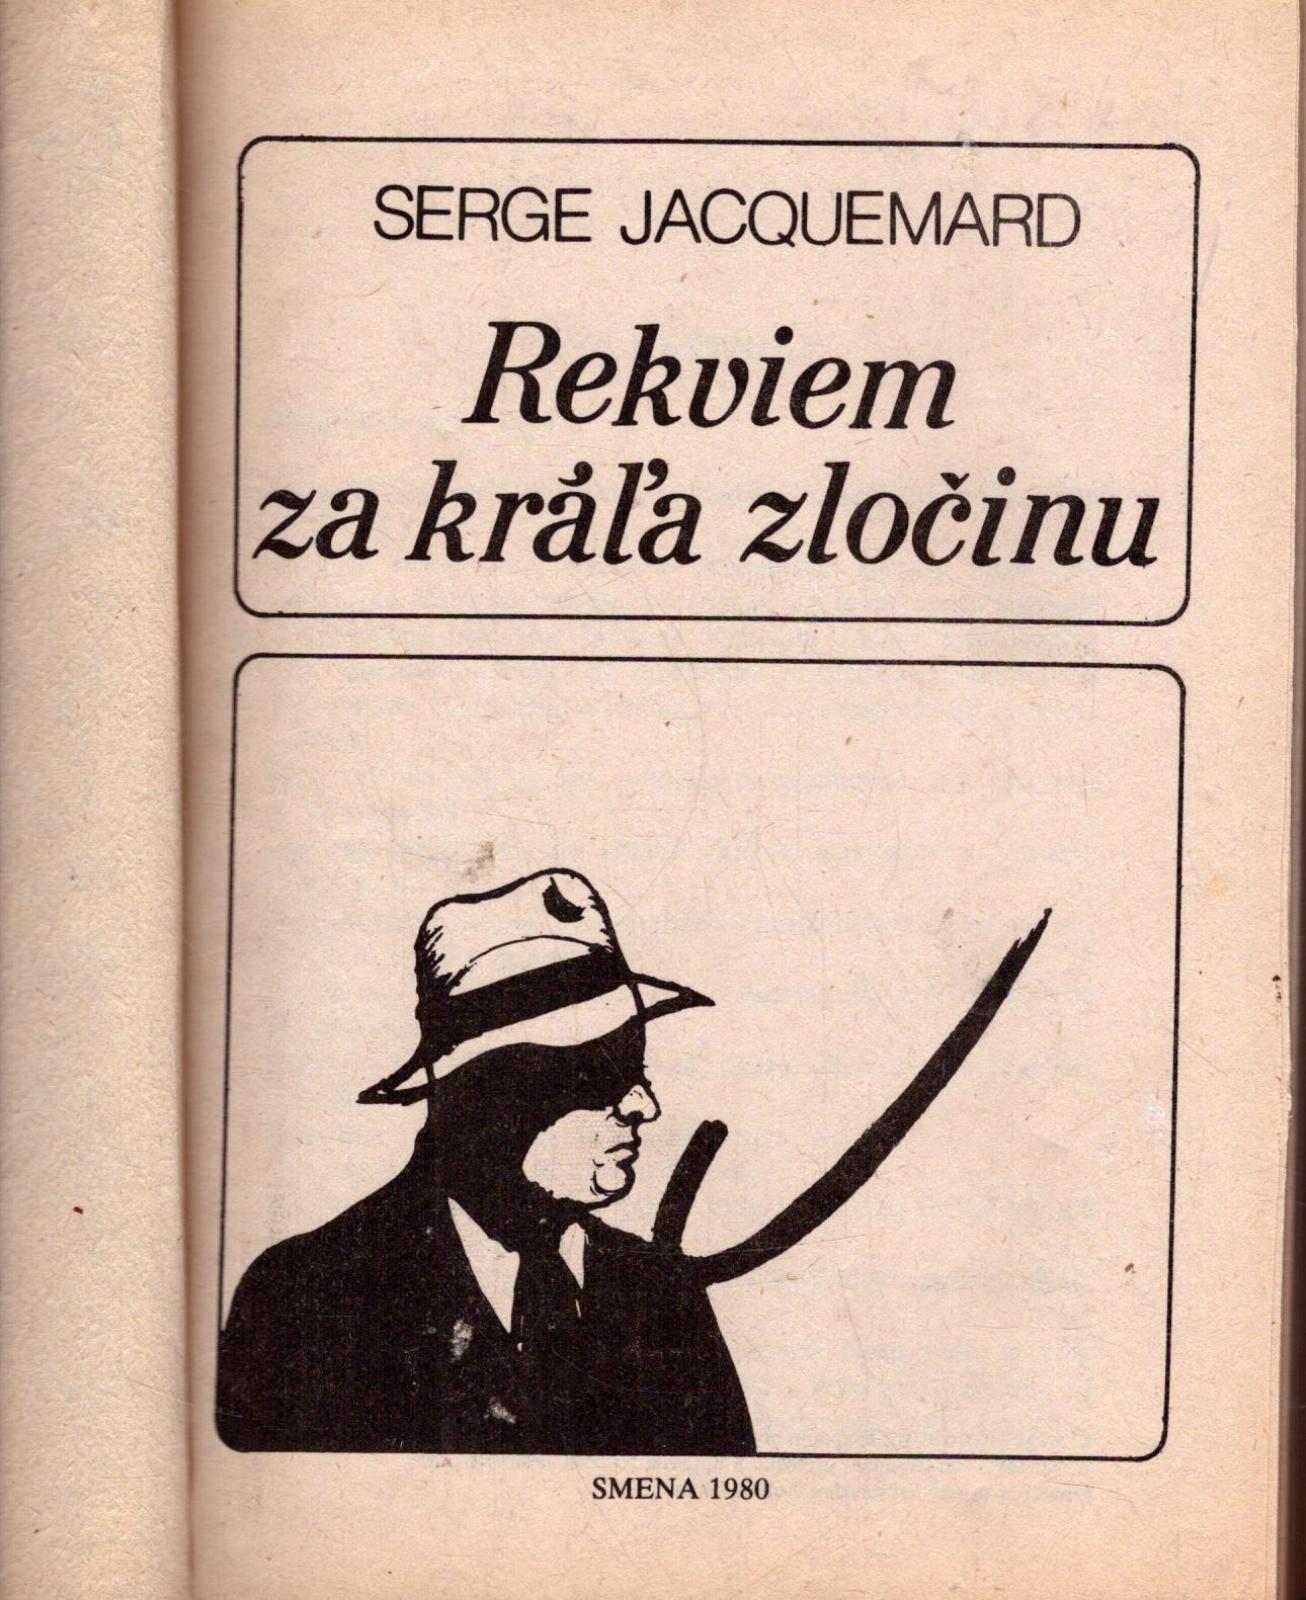 SERGE JACQUEMARD
Rekviem
za kráľa zločinu
SMENA 1980